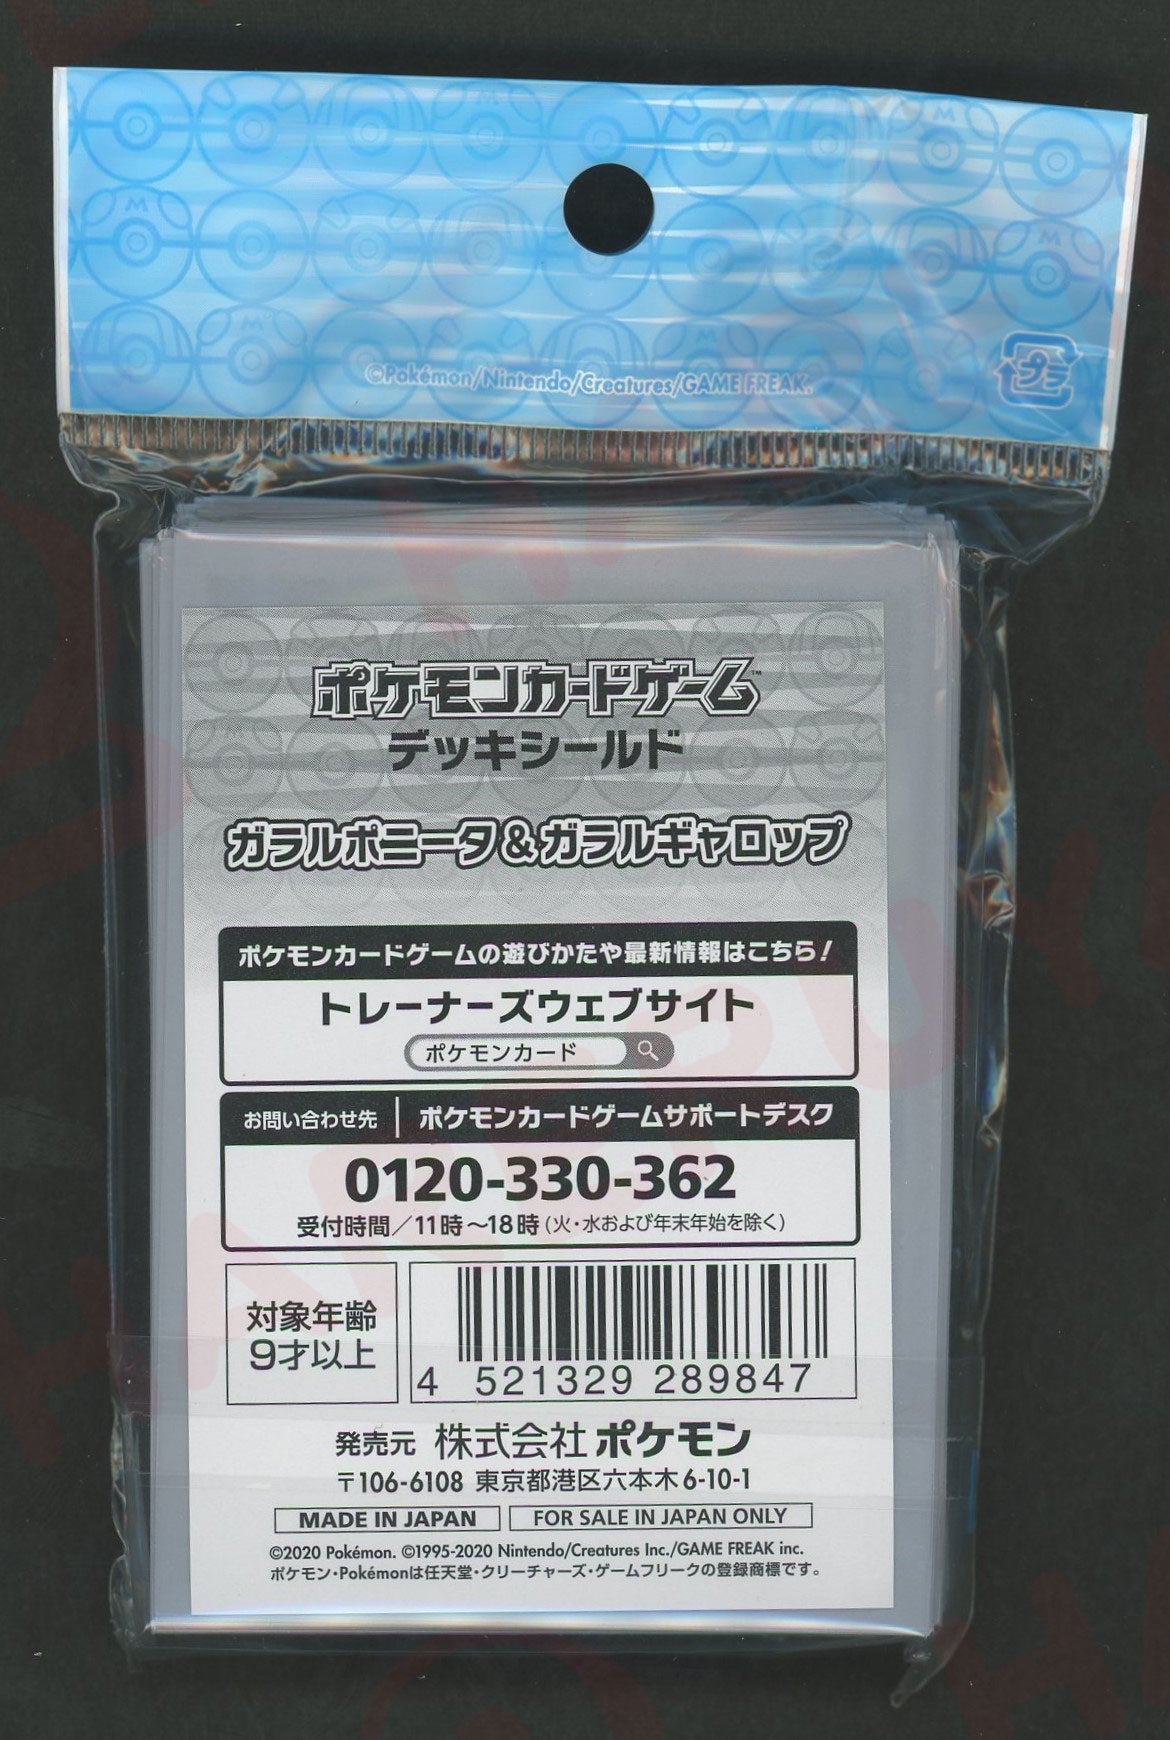 ©Pokémon/Nintendo/Creatures/GAME FREAK.
プラ
ポケモンカードゲーム™
デッキシールド
ガラルポニータ&ガラルギャロップ
ポケモンカードゲームの遊びかたや最新情報はこちら!
トレーナーズウェブサイト
ポケモンカード
お問い合わせ先 | ポケモンカードゲームサポートデスク
0120-330-362
受付時間/11時~18時(火・水および年末年始を除く)
対象年齢
9才以上
4 521329 289847
発売元 株式会社ポケモン
〒106-6108 東京都港区六本木6-10-1
MADE IN JAPAN FOR SALE IN JAPAN ONLY
©2020 Pokémon. ©1995-2020 Nintendo/Creatures Inc./GAME FREAK inc.
ポケモン・Pokémonは任天堂・クリーチャーズ・ゲームフリークの登録商標です。